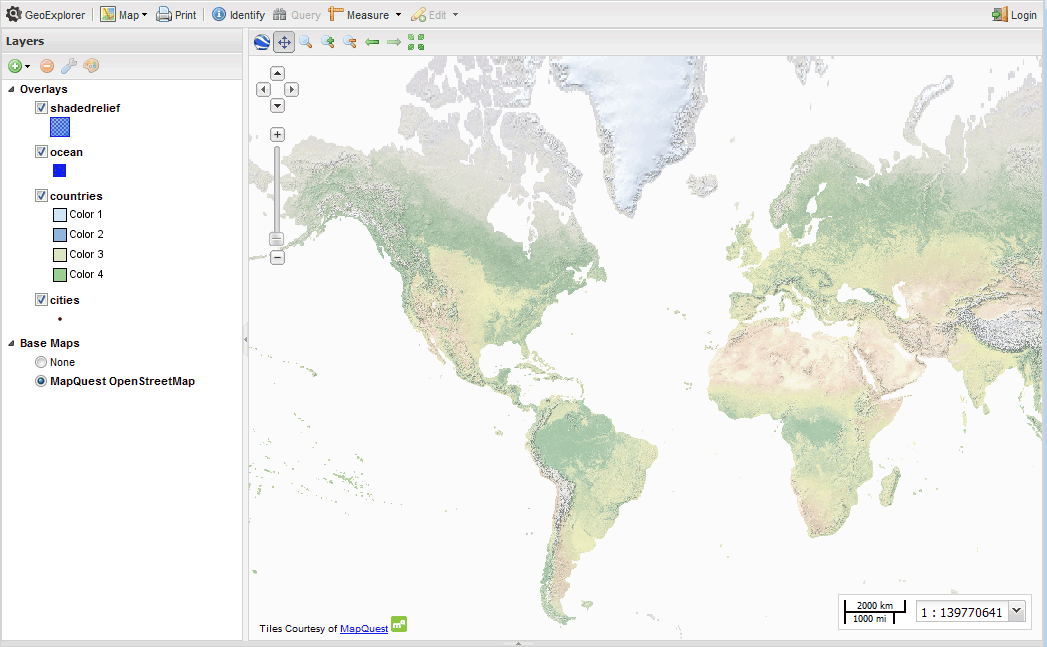 GeoExplorer Map Print Identify Query Measure Edit Login
Layers
Overlays
shadedrelief
ocean
countries
Color 1
Color 2
Color 3
Color 4
cities
Base Maps
None
MapQuest OpenStreetMap
2000 km
1000 mi
1 : 139770641
Tiles Courtesy of MapQuest mq